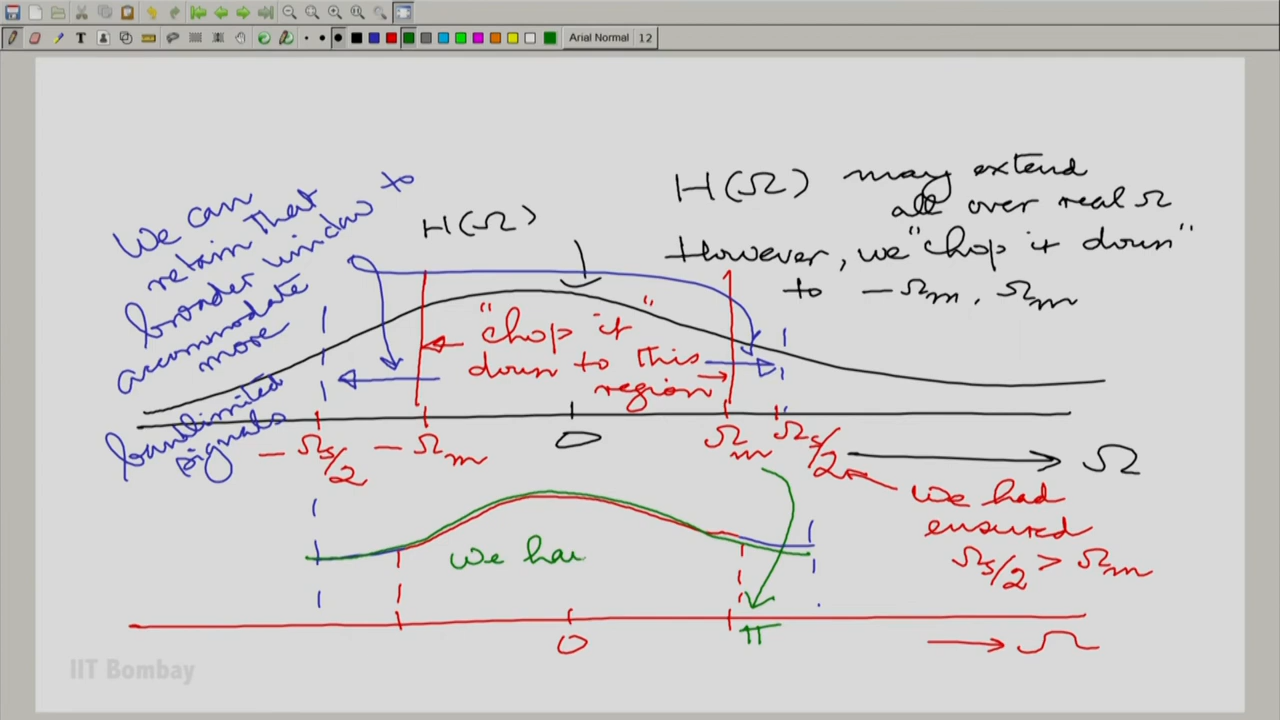 Arial Normal 12
H(Ω) may extend
all over real Ω
However, we "chop it down"
to -Ωm, Ωm
We can
retain that
broader window to
accommodate
more
bandlimited
signals
H(Ω)
"chop it"
down to this
region
-Ωs/2 -Ωm 0 Ωm Ωs/2 Ω
we had
ensured
Ωs/2 > Ωm
we hav
0 π Ω
IIT Bombay